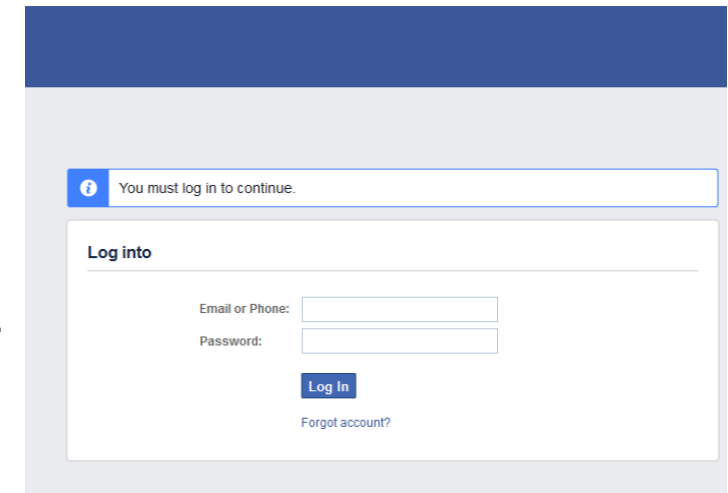 You must log in to continue.
Log into
Email or Phone:
Password:
Log In
Forgot account?